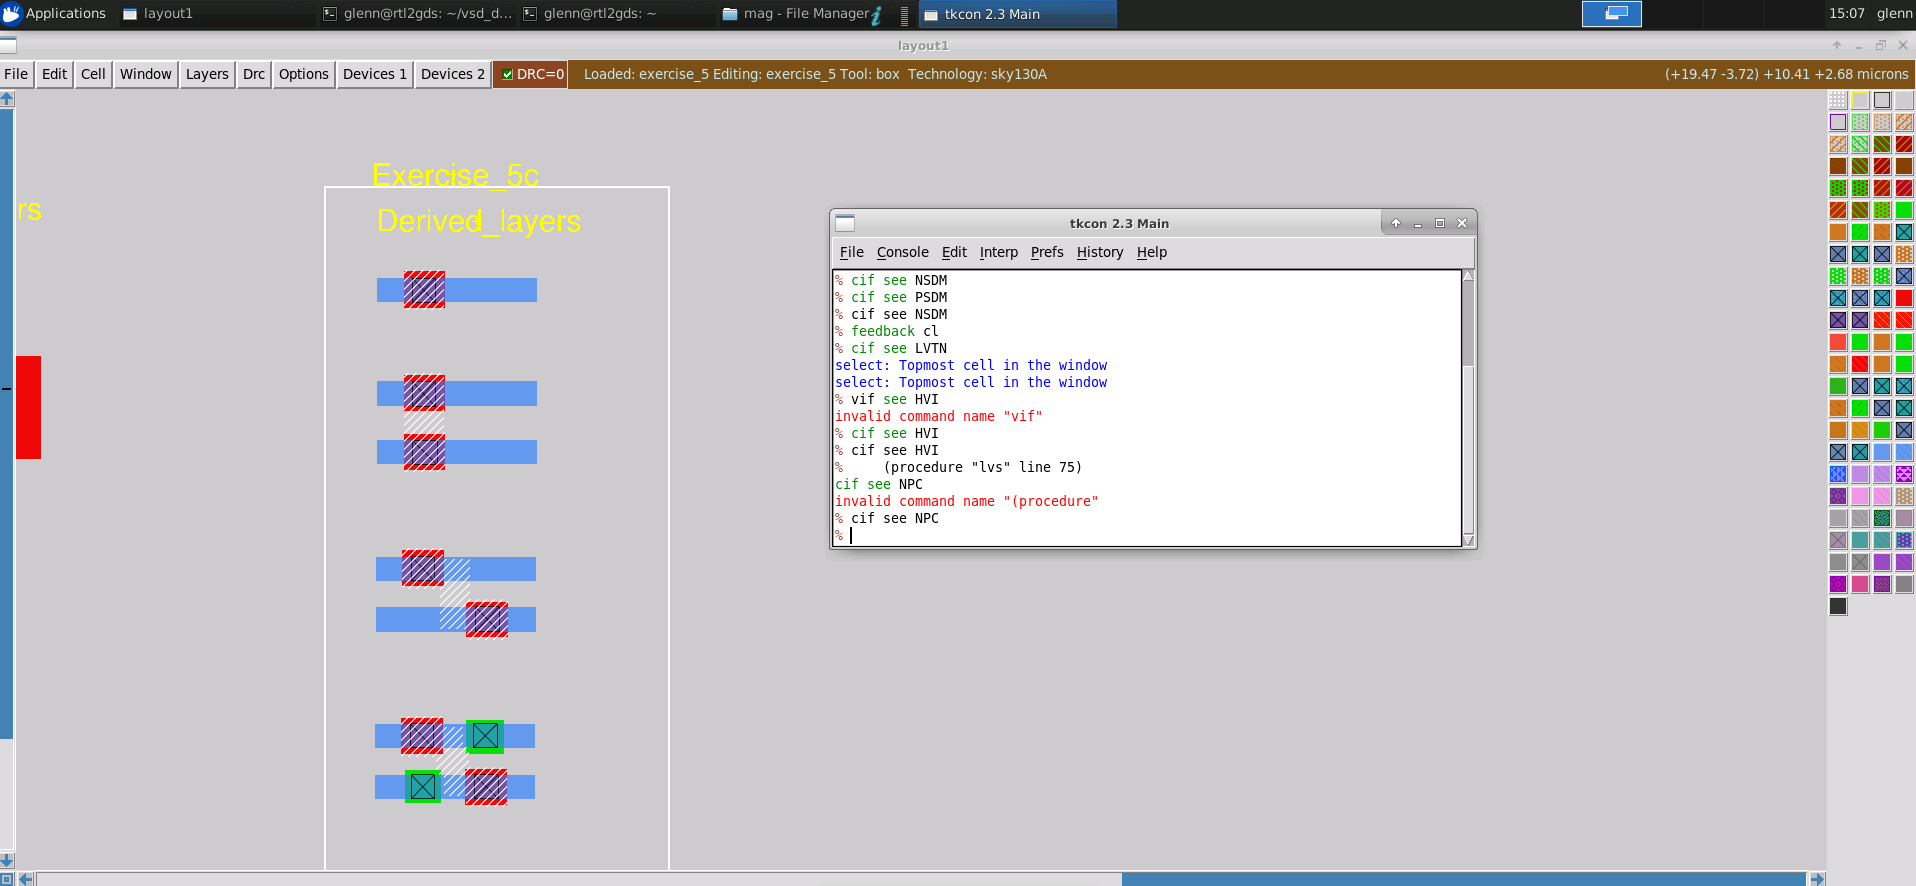 Applications layout1 glenn@rtl2gds: ~/vsd_d... glenn@rtl2gds: ~ mag - File Manager tkcon 2.3 Main 15:07 glenn
layout1
File Edit Cell Window Layers Drc Options Devices 1 Devices 2 DRC=0 Loaded: exercise_5 Editing: exercise_5 Tool: box Technology: sky130A (+19.47 -3.72) +10.41 +2.68 microns
Exercise_5c
rs
Derived_layers
tkcon 2.3 Main
File Console Edit Interp Prefs History Help
% cif see NSDM
% cif see PSDM
% cif see NSDM
% feedback cl
% cif see LVTN
select: Topmost cell in the window
select: Topmost cell in the window
% vif see HVI
invalid command name "vif"
% cif see HVI
% cif see HVI
% (procedure "lvs" line 75)
cif see NPC
invalid command name "(procedure"
% cif see NPC
%